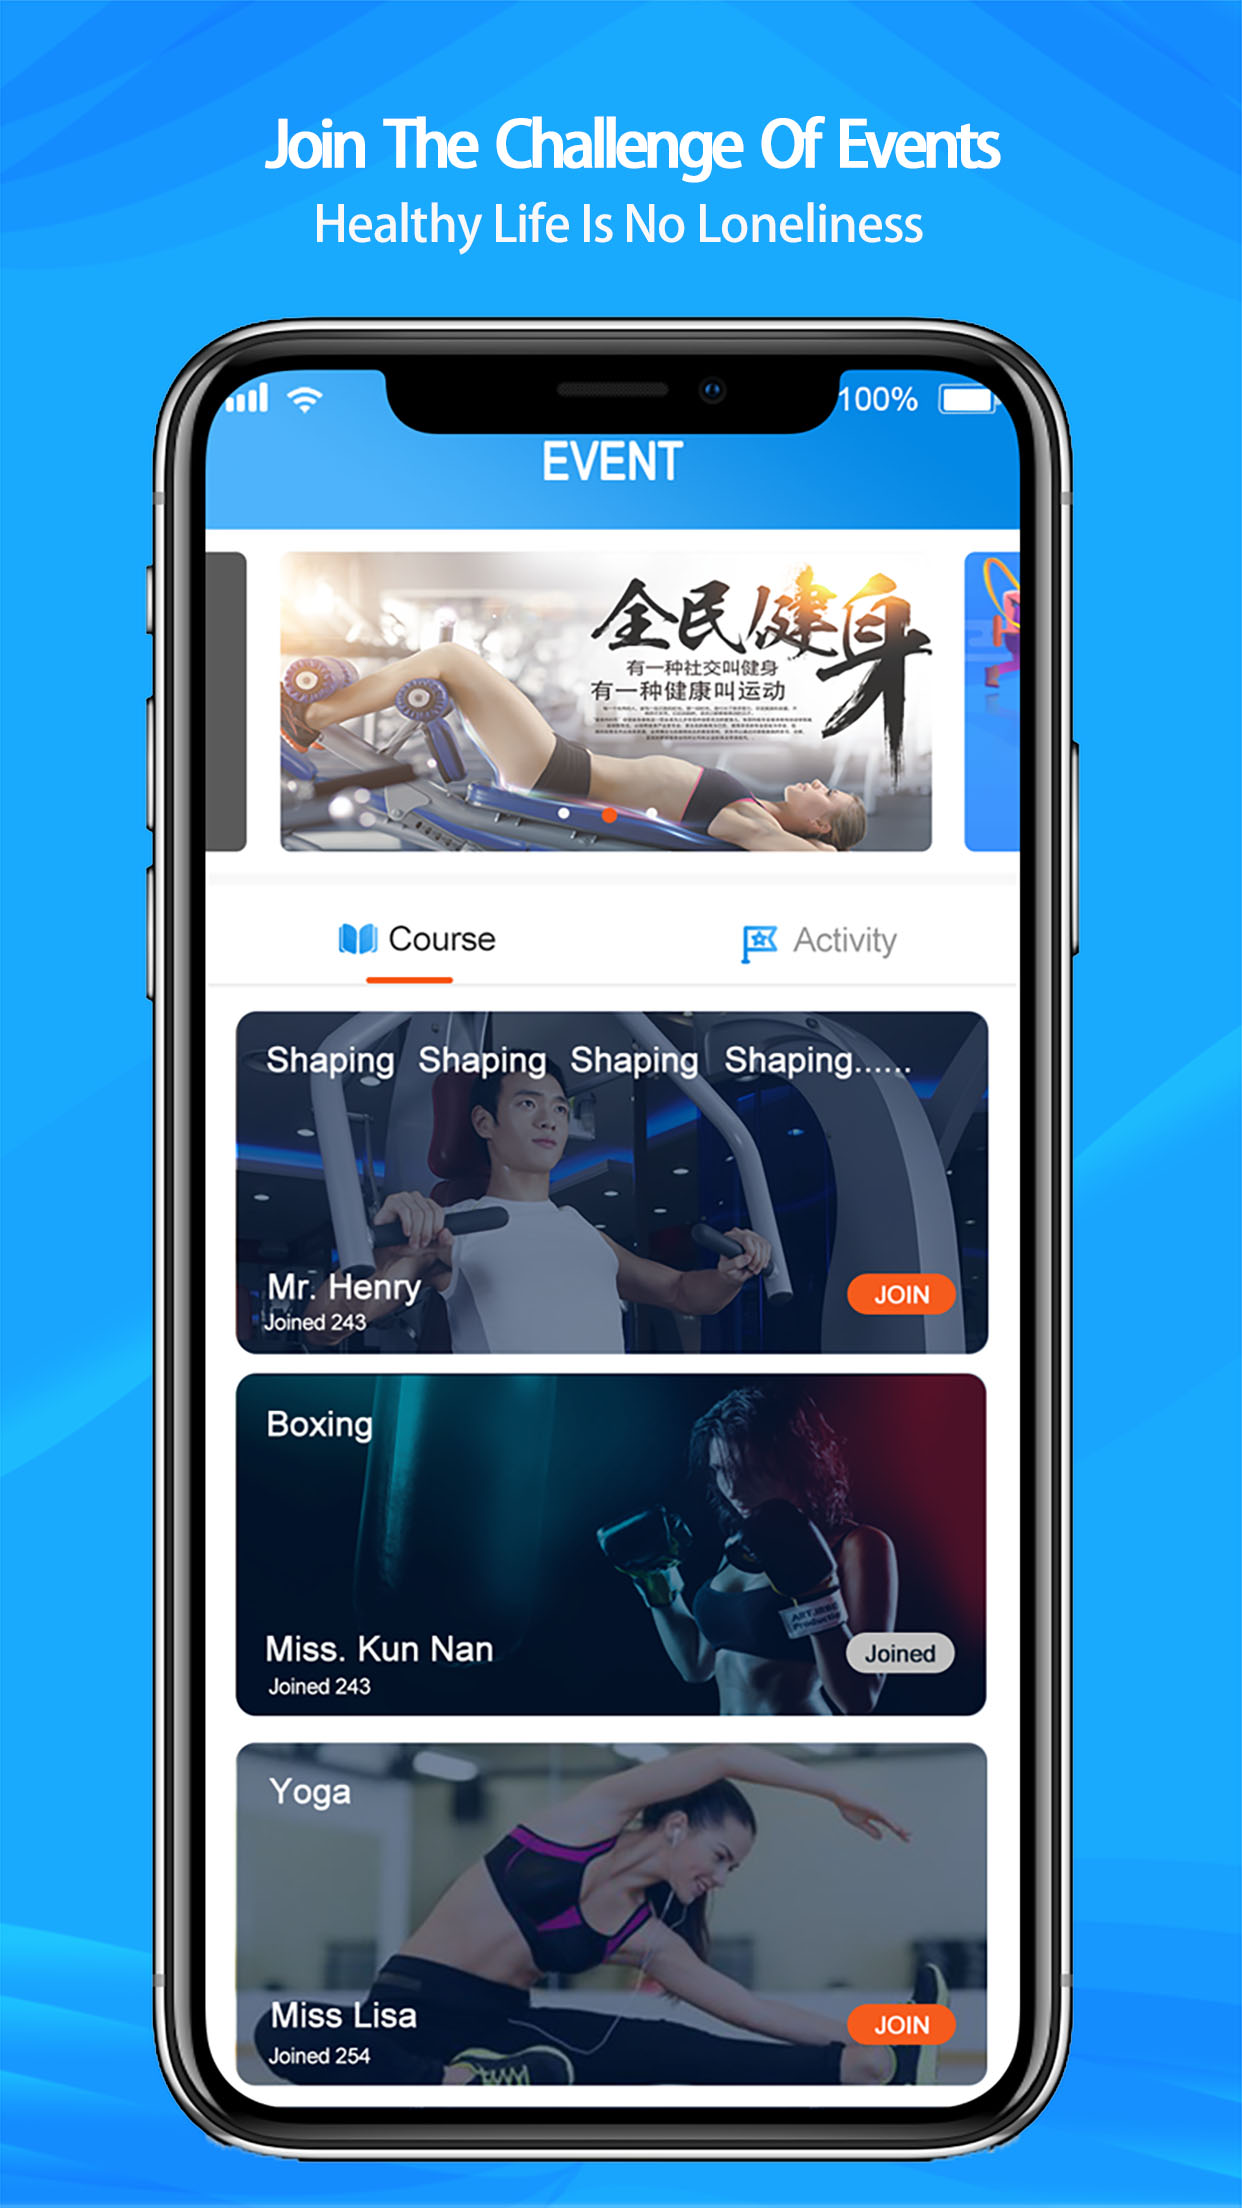 Join The Challenge Of Events
Healthy Life Is No Loneliness
100%
EVENT
全民健身
有一种社交叫健身
有一种健康叫运动
Course
Activity
Shaping Shaping Shaping Shaping......
Mr. Henry
Joined 243
JOIN
Boxing
Miss. Kun Nan
Joined 243
Joined
Yoga
Miss Lisa
Joined 254
JOIN